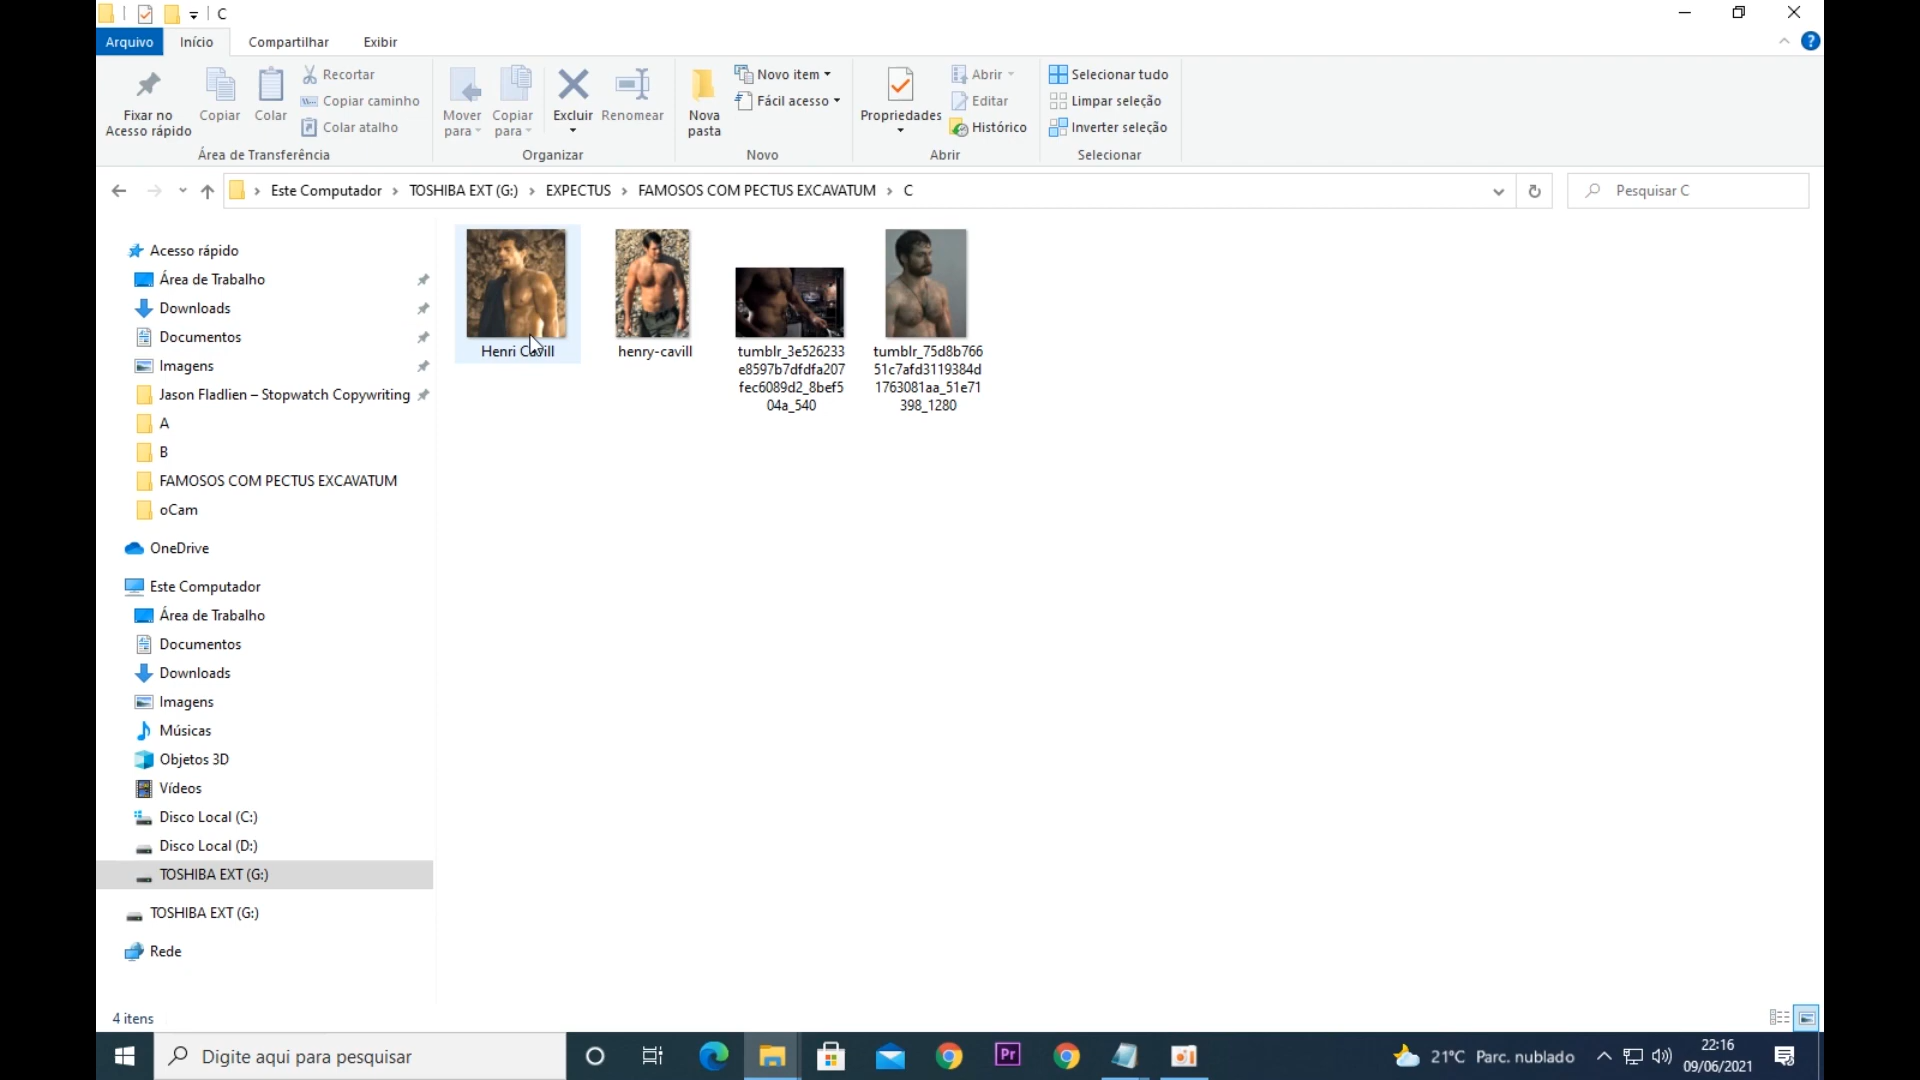 C
Arquivo Início Compartilhar Exibir
Fixar no Acesso rápido
Copiar
Colar
Recortar
Copiar caminho
Colar atalho
Área de Transferência
Mover para
Copiar para
Excluir
Renomear
Organizar
Nova pasta
Novo item
Fácil acesso
Novo
Propriedades
Abrir
Editar
Histórico
Abrir
Selecionar tudo
Limpar seleção
Inverter seleção
Selecionar
Este Computador > TOSHIBA EXT (G:) > EXPECTUS > FAMOSOS COM PECTUS EXCAVATUM > C
Pesquisar C
Acesso rápido
Área de Trabalho
Downloads
Documentos
Imagens
Jason Fladlien – Stopwatch Copywriting
A
B
FAMOSOS COM PECTUS EXCAVATUM
oCam
OneDrive
Este Computador
Área de Trabalho
Documentos
Downloads
Imagens
Músicas
Objetos 3D
Vídeos
Disco Local (C:)
Disco Local (D:)
TOSHIBA EXT (G:)
TOSHIBA EXT (G:)
Rede
Henri Cavill
henry-cavill
tumblr_3e526233
e8597b7dfdfa207
fec6089d2_8bef5
04a_540
tumblr_75d8b766
51c7afd3119384d
1763081aa_51e71
398_1280
4 itens
Digite aqui para pesquisar
Pr
21°C Parc. nublado
22:16
09/06/2021